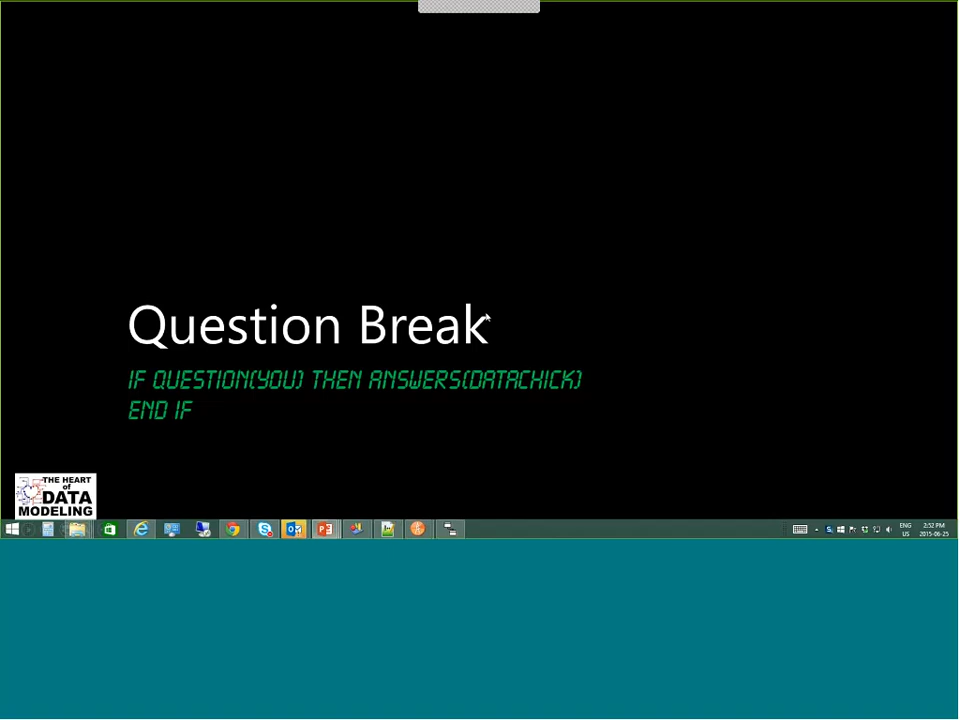 Question Break
IF QUESTION(YOU) THEN ANSWERS(DATACHICK)
END IF
THE HEART
of
DATA
MODELING
ENG
US
2:52 PM
2015-06-25